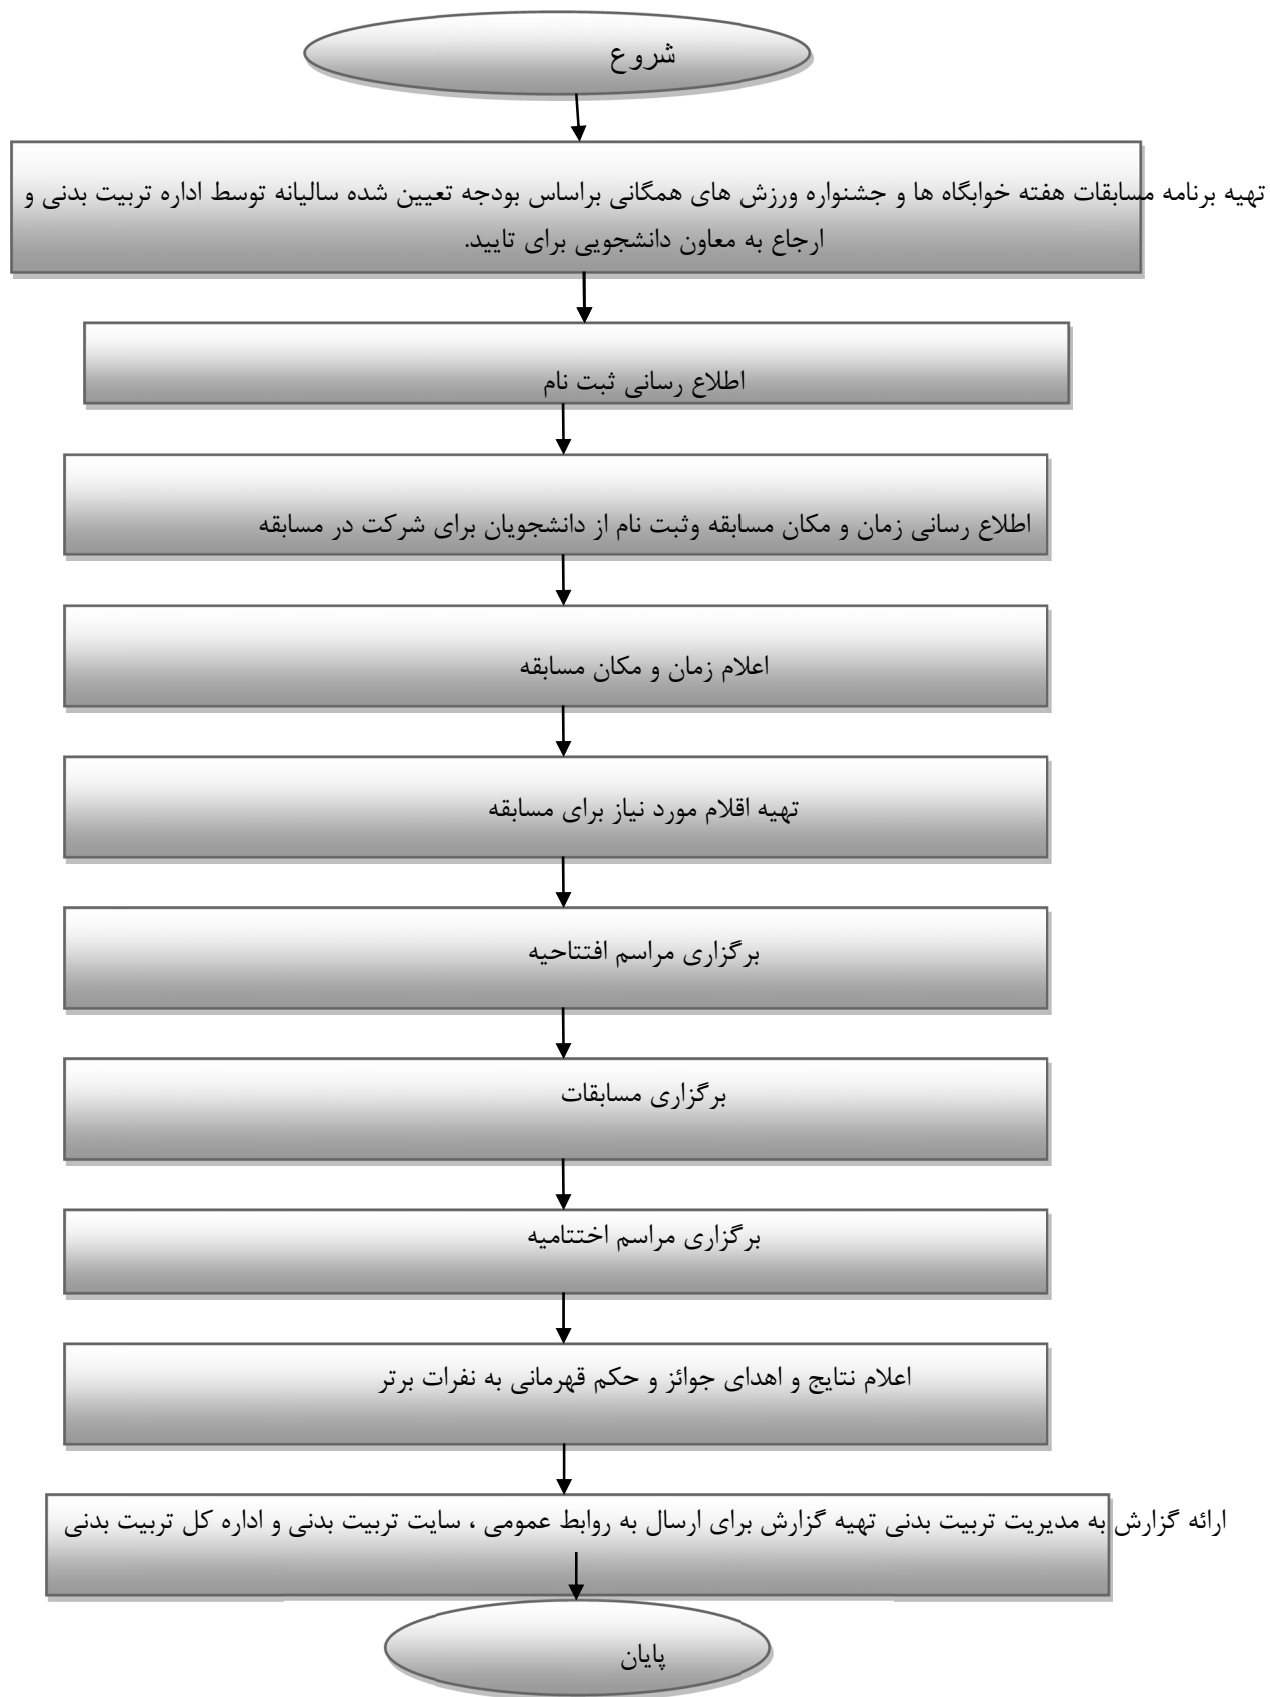 شروع
تهیه برنامه مسابقات هفته خوابگاه ها و جشنواره ورزش های همگانی براساس بودجه تعیین شده سالیانه توسط اداره تربیت بدنی و
ارجاع به معاون دانشجویی برای تایید.
اطلاع رسانی ثبت نام
اطلاع رسانی زمان و مکان مسابقه وثبت نام از دانشجویان برای شرکت در مسابقه
اعلام زمان و مکان مسابقه
تهیه اقلام مورد نیاز برای مسابقه
برگزاری مراسم افتتاحیه
برگزاری مسابقات
برگزاری مراسم اختتامیه
اعلام نتایج و اهدای جوائز و حکم قهرمانی به نفرات برتر
ارائه گزارش به مدیریت تربیت بدنی تهیه گزارش برای ارسال به روابط عمومی ، سایت تربیت بدنی و اداره کل تربیت بدنی
پایان